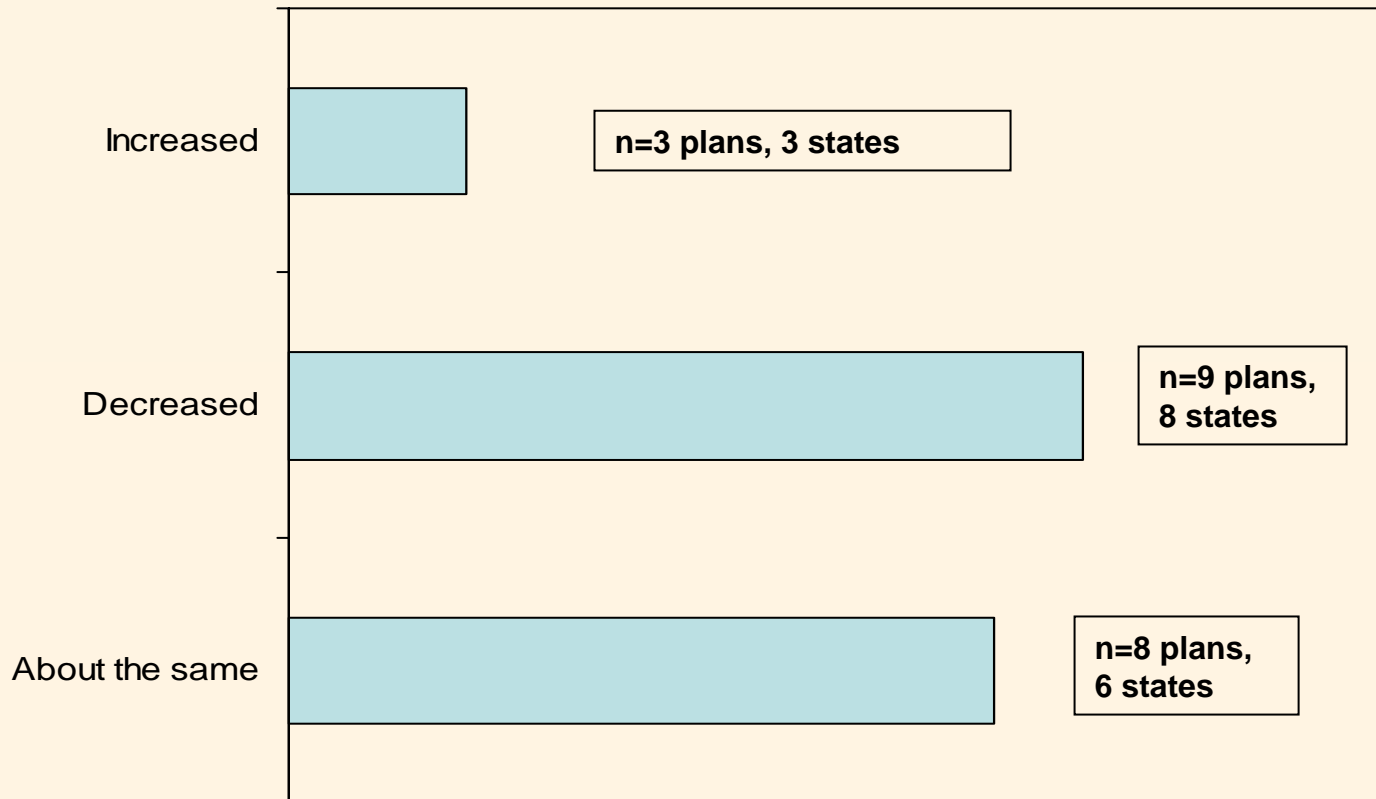 Increased
n=3 plans, 3 states
Decreased
n=9 plans,
8 states
About the same
n=8 plans,
6 states